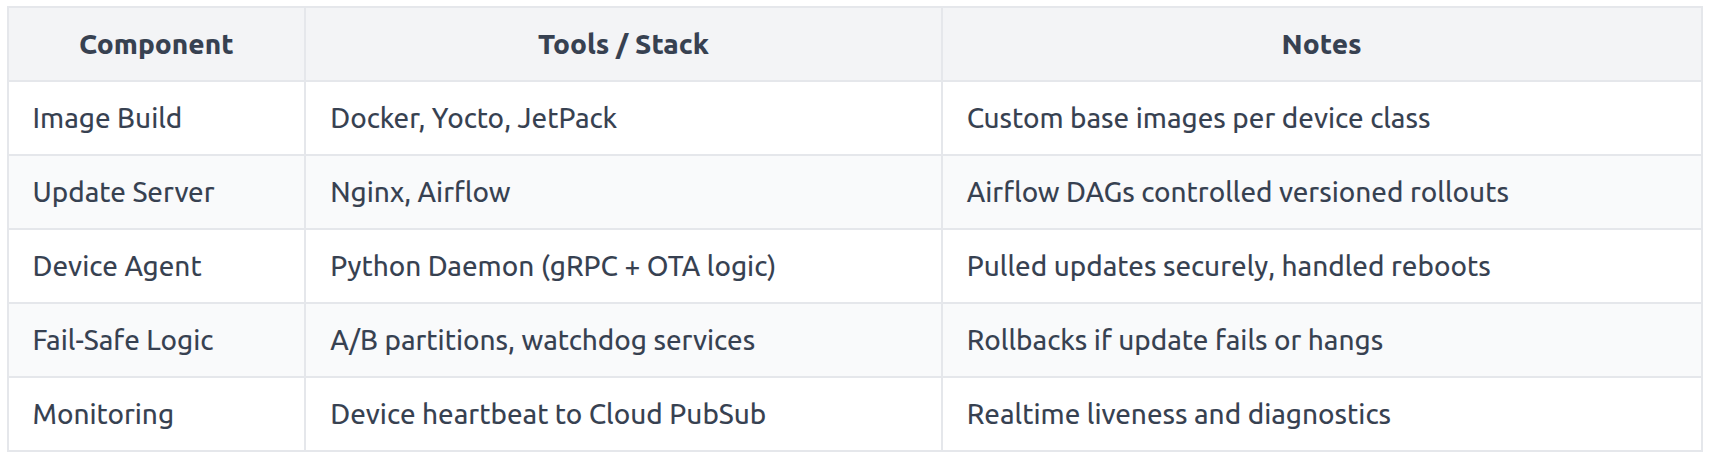 Component Tools / Stack Notes
Image Build Docker, Yocto, JetPack Custom base images per device class
Update Server Nginx, Airflow Airflow DAGs controlled versioned rollouts
Device Agent Python Daemon (gRPC + OTA logic) Pulled updates securely, handled reboots
Fail-Safe Logic A/B partitions, watchdog services Rollbacks if update fails or hangs
Monitoring Device heartbeat to Cloud PubSub Realtime liveness and diagnostics